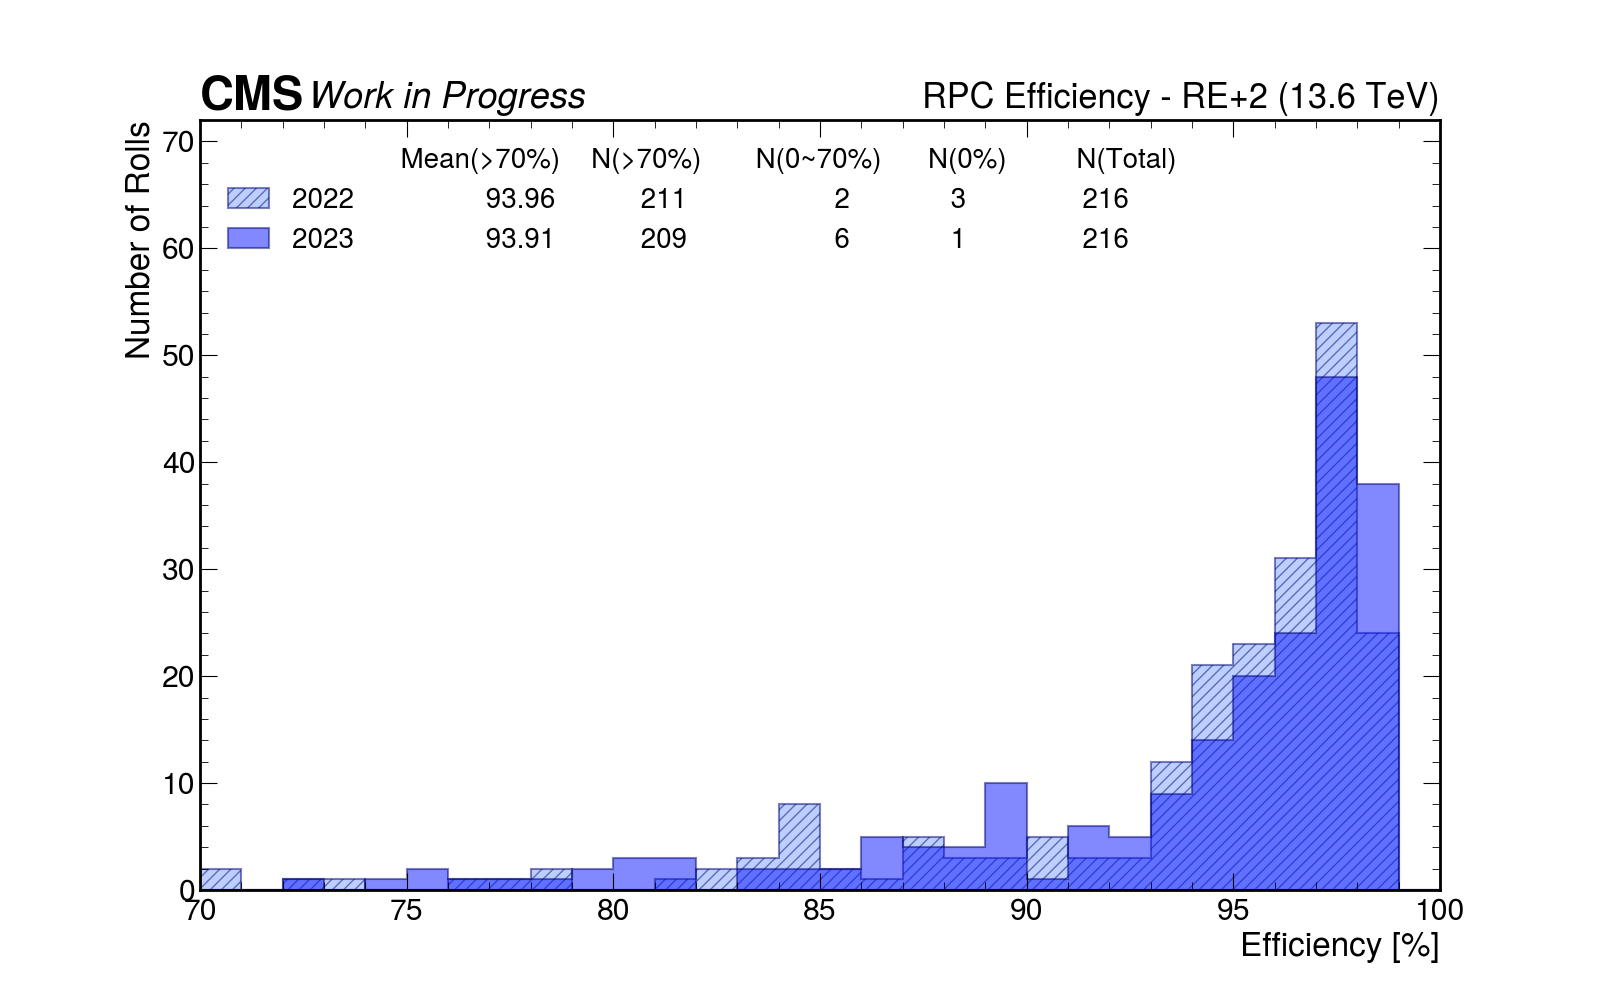 CMS Work in Progress RPC Efficiency - RE+2 (13.6 TeV)
Number of Rolls
Mean(>70%) N(>70%) N(0~70%) N(0%) N(Total)
2022 93.96 211 2 3 216
2023 93.91 209 6 1 216
70
60
50
40
30
20
10
0
70 75 80 85 90 95 100
Efficiency [%]